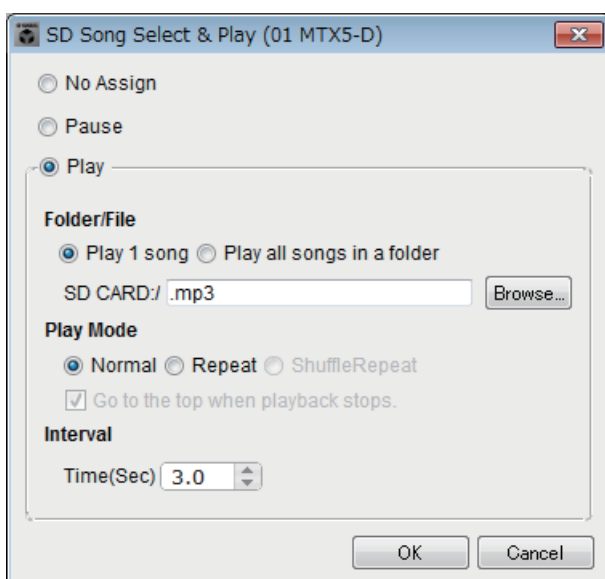 SD Song Select & Play (01 MTX5-D)
No Assign
Pause
Play
Folder/File
Play 1 song Play all songs in a folder
SD CARD:/ .mp3 Browse...
Play Mode
Normal Repeat ShuffleRepeat
Go to the top when playback stops.
Interval
Time(Sec) 3.0
OK Cancel